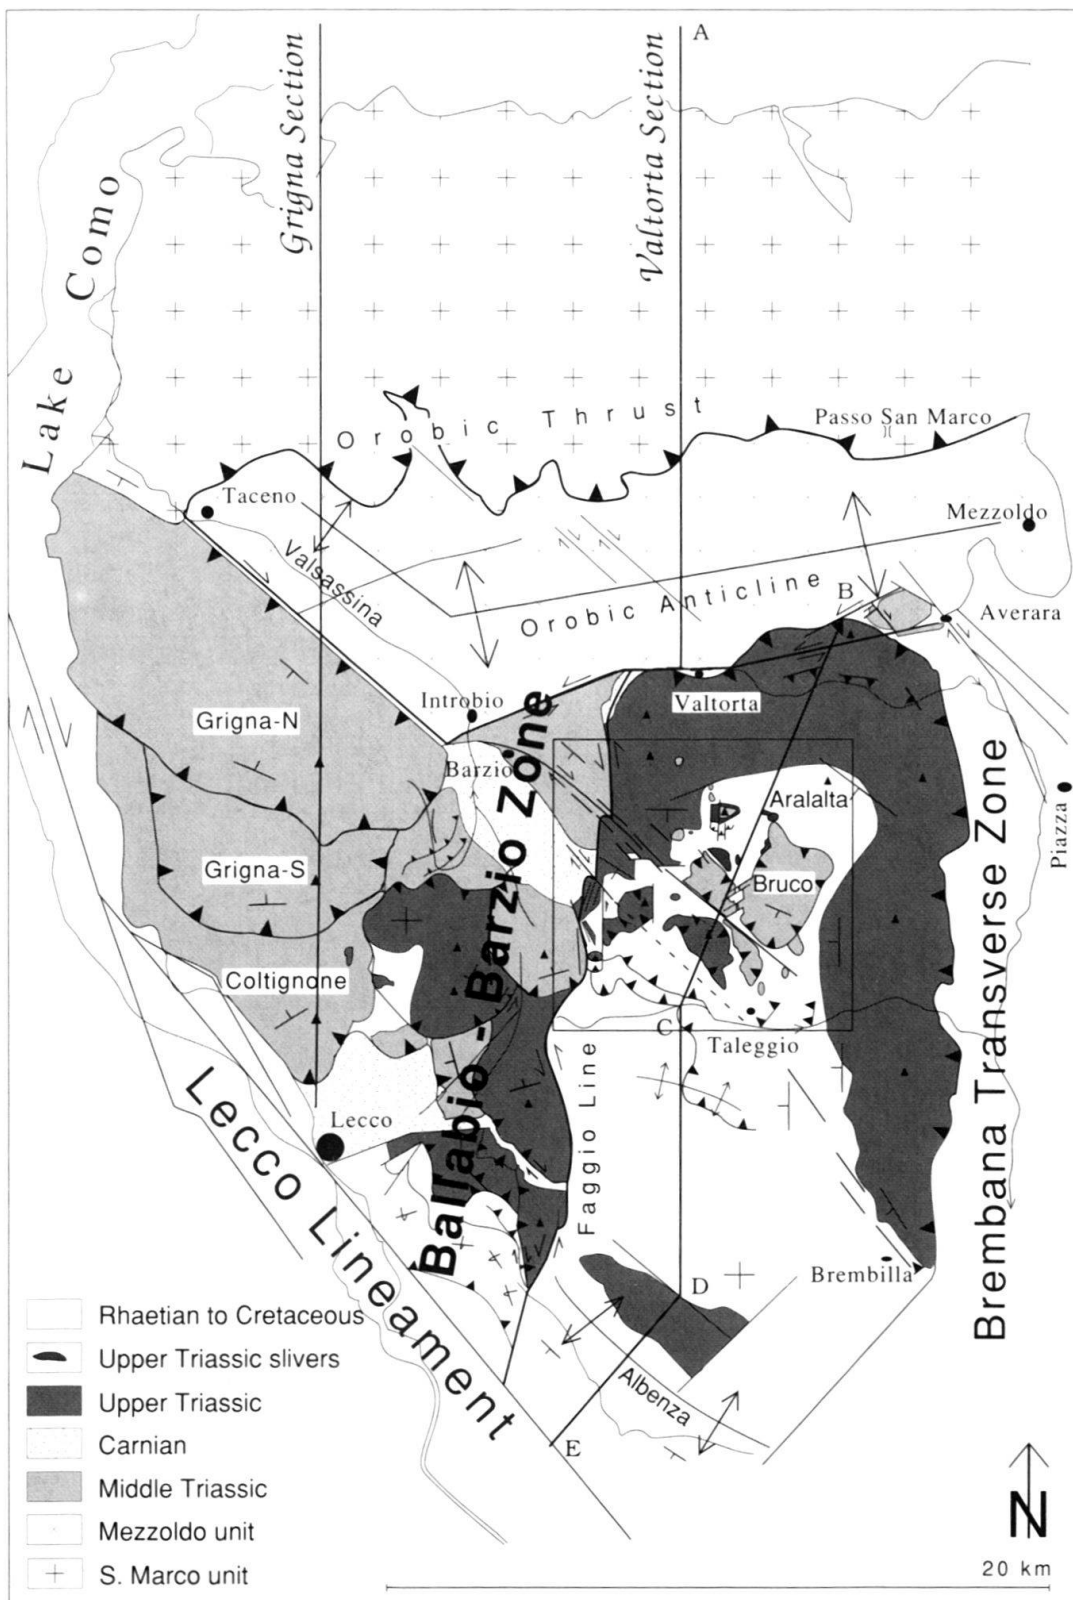 A
Grigna Section
Valtorta Section
Lake Como
Orobic Thrust
Passo San Marco
Taceno
Mezzoldo
Valsassina
Orobic Anticline
B
Averara
Introbio
Valtorta
Grigna-N
Barzio
Aralalta
Piazza
Grigna-S
Bruco
Coltignone
C
Taleggio
Ballabio - Barzio Zone
Brembana Transverse Zone
Lecco
Faggio Line
Lecco Lineament
Brembilla
D
Albenza
E
Rhaetian to Cretaceous
Upper Triassic slivers
Upper Triassic
Carnian
Middle Triassic
Mezzoldo unit
S. Marco unit
N
20 km